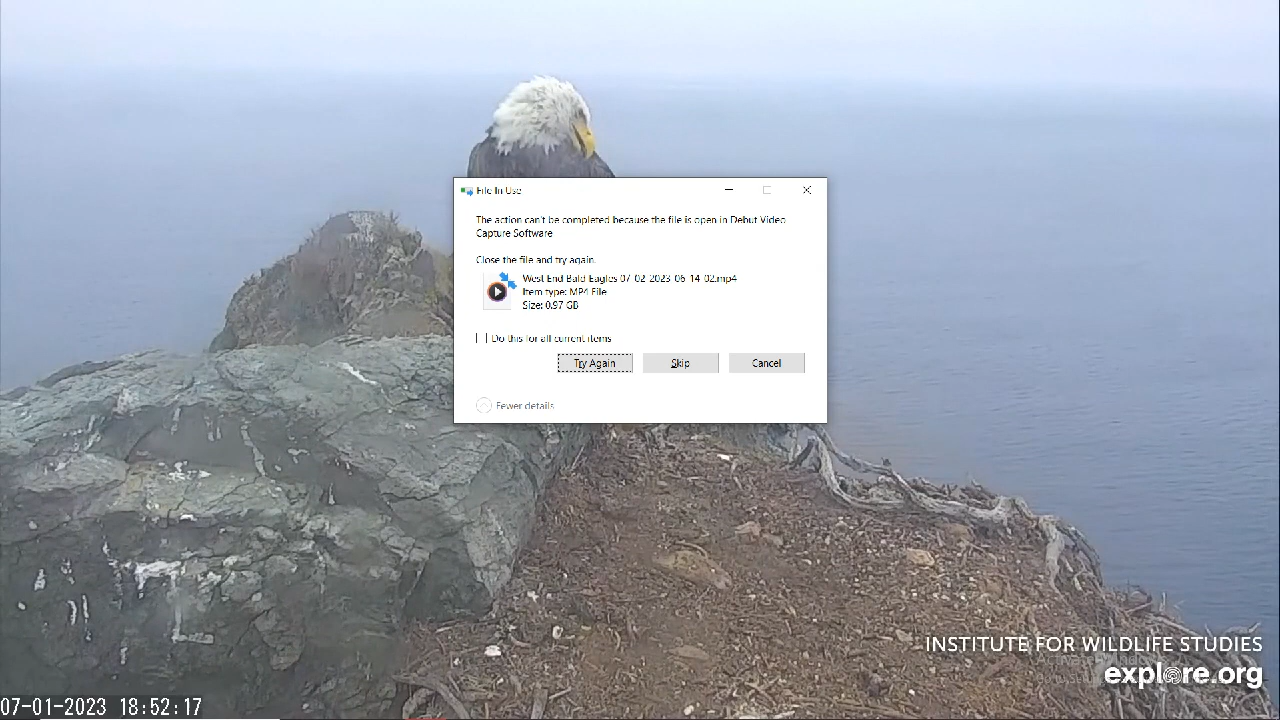 File In Use
The action can't be completed because the file is open in Debut Video
Capture Software
Close the file and try again.
West End Bald Eagles 07-02-2023-06-14-02.mp4
Item type: MP4 File
Size: 0.97 GB
Do this for all current items
Try Again
Skip
Cancel
Fewer details
INSTITUTE FOR WILDLIFE STUDIES
explore.org
07-01-2023 18:52:17